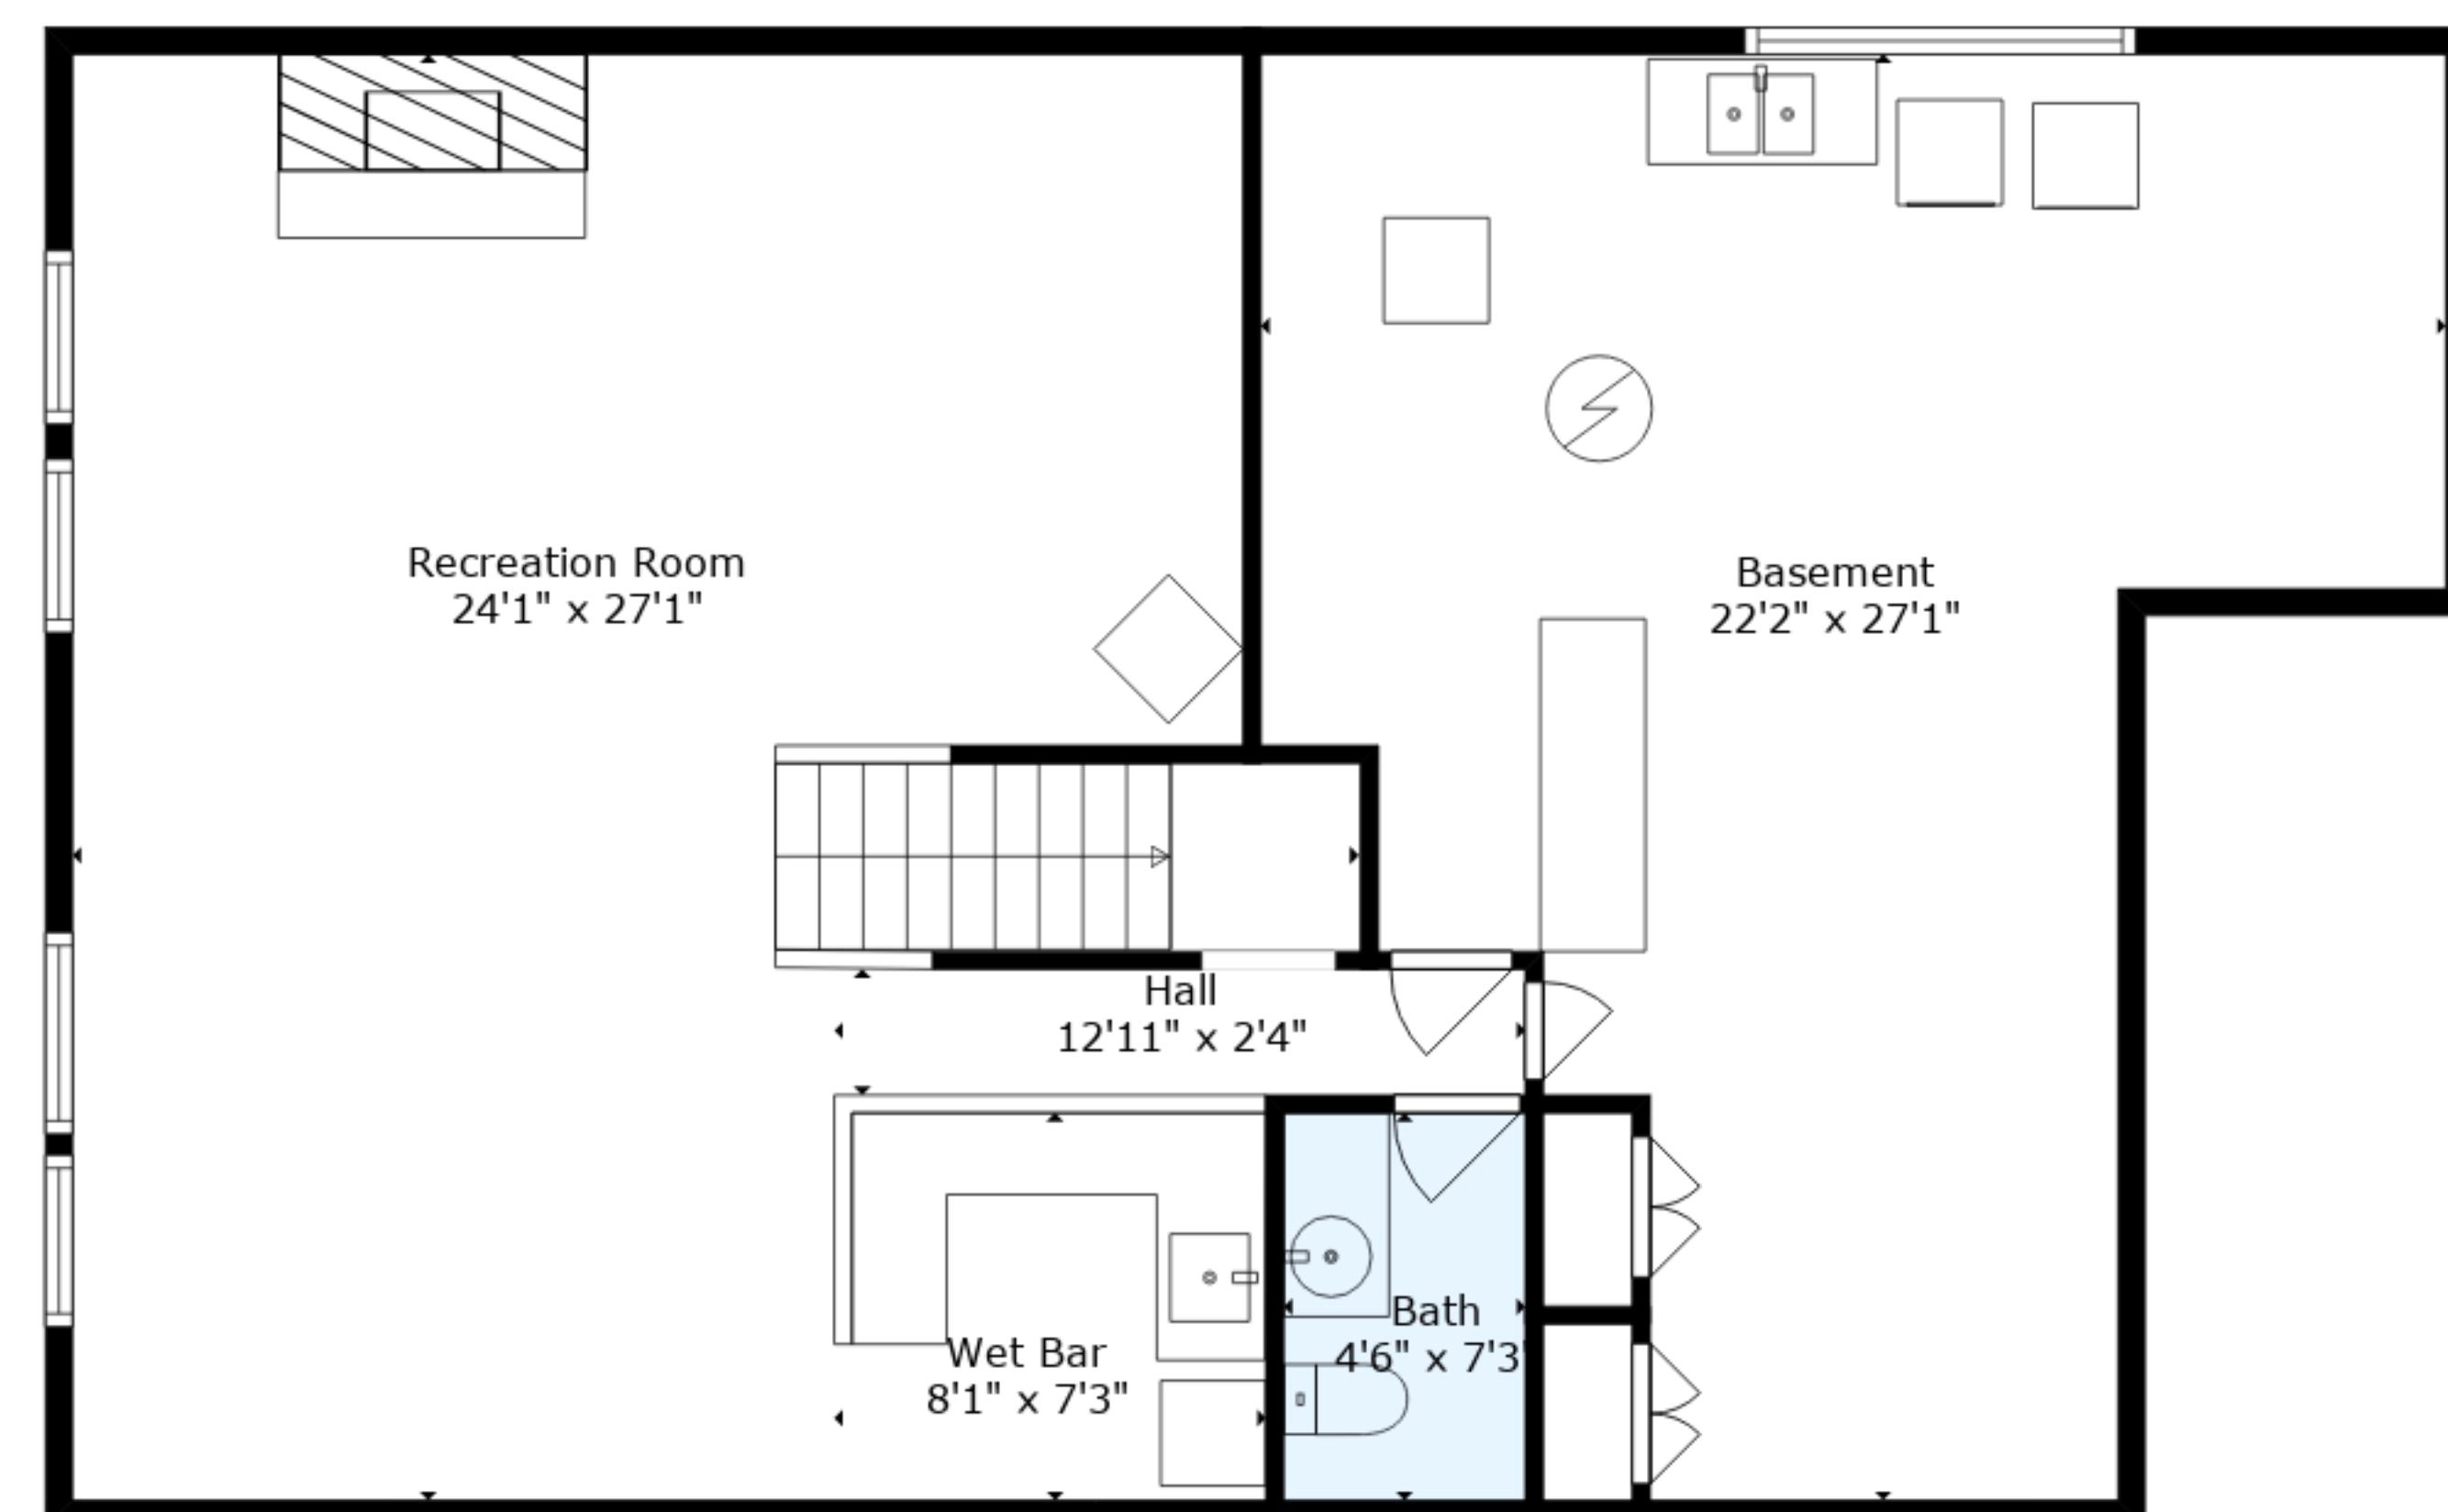 Recreation Room
24'1" x 27'1"
Basement
22'2" x 27'1"
Hall
12'11" x 2'4"
Wet Bar
8'1" x 7'3"
Bath
4'6" x 7'3